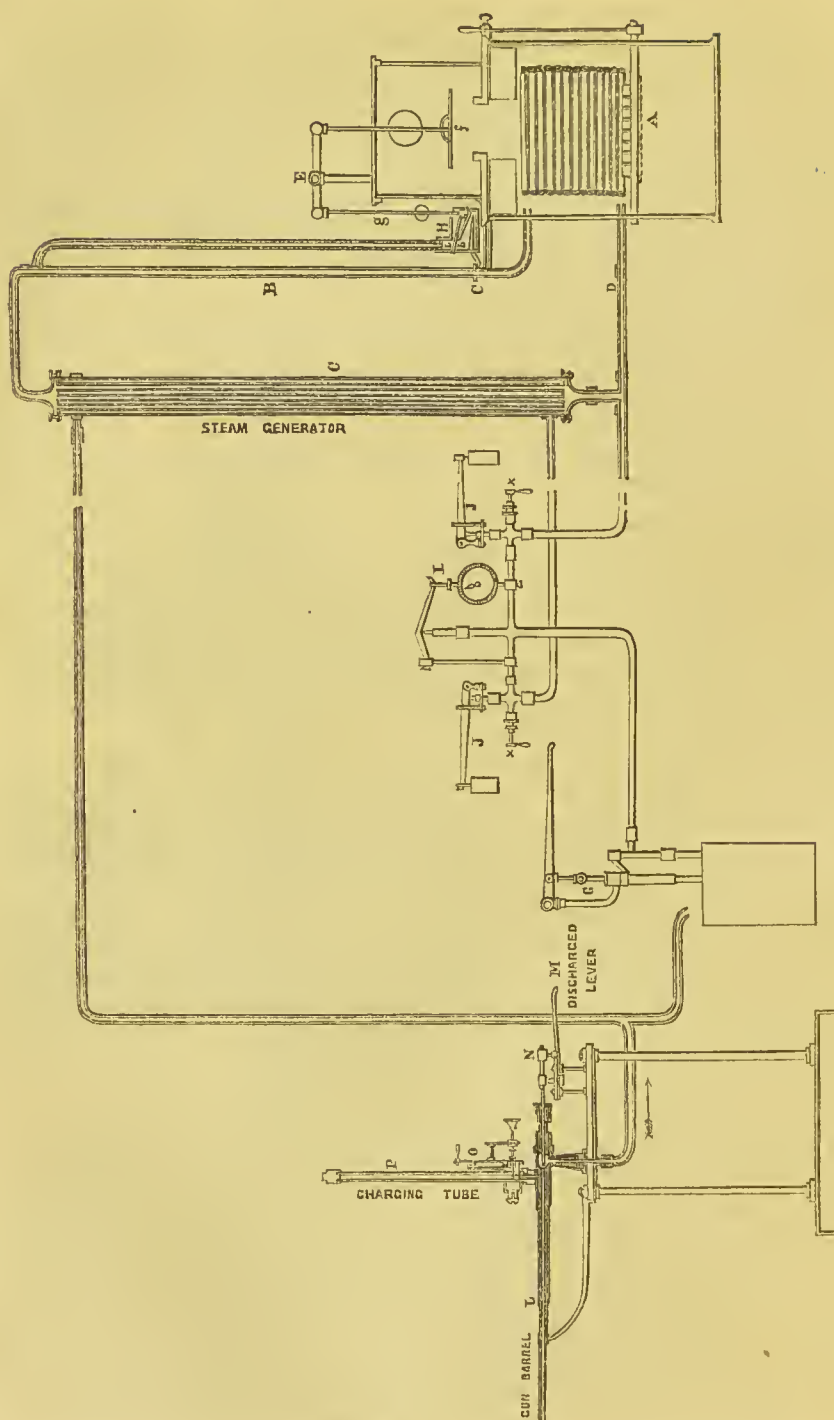 E
f
A
g
H
B
C
D
C
STEAM GENERATOR
J
x
I
J
x
G
M
DISCHARGED
LEVER
N
O
P
CHARGING TUBE
L
GUN BARREL